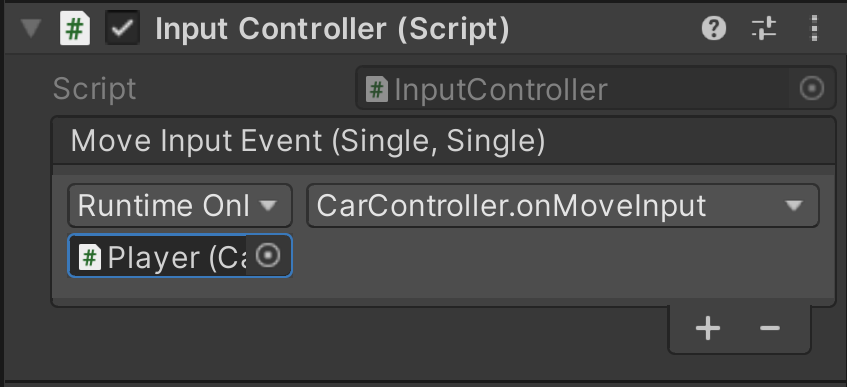 Input Controller (Script)
Script InputController
Move Input Event (Single, Single)
Runtime Onl CarController.onMoveInput
Player (Ca